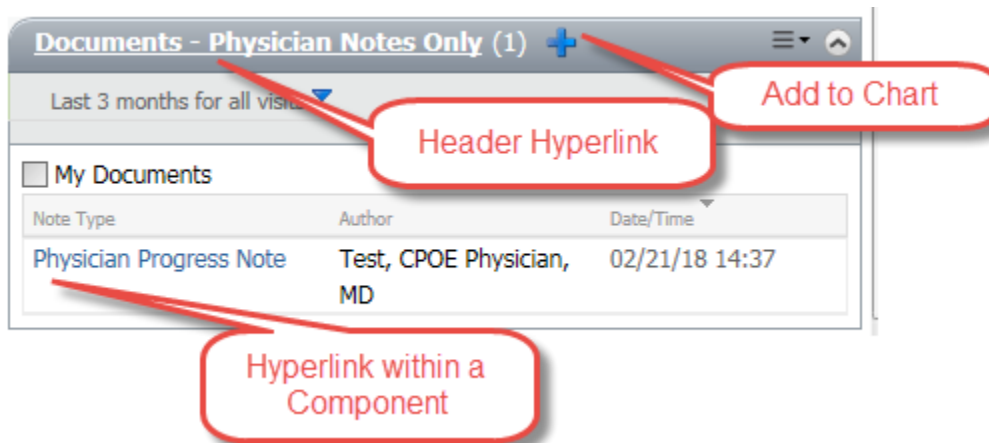 Documents - Physician Notes Only (1)
Add to Chart
Last 3 months for all visits
Header Hyperlink
My Documents
Note Type Author Date/Time
Physician Progress Note Test, CPOE Physician, MD 02/21/18 14:37
Hyperlink within a
Component